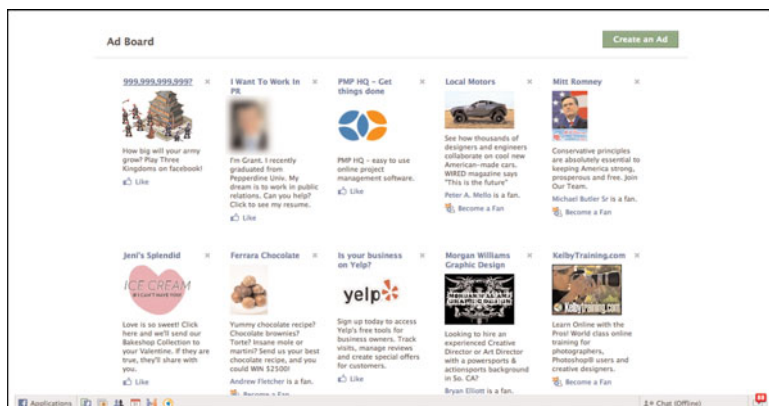 Ad Board
Create an Ad
999,999,999,999?
How big will your army
grow? Play Three
Kingdoms on facebook!
Like
I Want To Work In
PR
I'm Grant. I recently
graduated from
Pepperdine Univ. My
dream is to work in public
relations. Can you help?
Click to see my resume.
Like
PMP HQ - Get
things done
PMP HQ - easy to use
online project
management software.
Like
Local Motors
See how thousands of
designers and engineers
collaborate on cool new
American-made cars.
WIRED magazine says
"This is the future"
Peter A. Mello is a fan.
Become a Fan
Mitt Romney
Conservative principles
are absolutely essential to
keeping America strong,
prosperous and free. Join
Our Team.
Michael Butler Sr is a fan.
Become a Fan
Jeni's Splendid
ICE CREAM
Love is so sweet! Click
here and we'll send our
Bakeshop Collection to
your Valentine. If they are
true, they'll share with
you.
Like
Ferrara Chocolate
Yummy chocolate recipe?
Chocolate brownies?
Torte? Insane mole or
martini? Send us your best
chocolate recipe, and you
could WIN $2500!
Andrew Fletcher is a fan.
Become a Fan
Is your business
on Yelp?
yelp
Sign up today to access
Yelp's free tools for
business owners. Track
visits, manage reviews
and create special offers
for customers.
Like
Morgan Williams
Graphic Design
MORGAN WILLIAMS
Looking to hire an
experienced Creative
Director or Art Director
with a powersports &
actionsports background
in So. CA?
Bryan Elliott is a fan.
KelbyTraining.com
KelbyTraining.com
Learn Online with the
Pros! World class online
training for
photographers,
Photoshop® users and
creative designers.
Become a Fan
Applications
Chat (Offline)